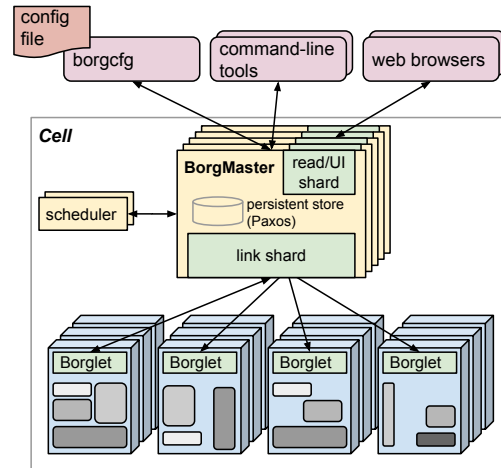 config
file
borgcfg
command-line
tools
web browsers
Cell
BorgMaster
read/UI
shard
persistent store
(Paxos)
scheduler
link shard
Borglet
Borglet
Borglet
Borglet